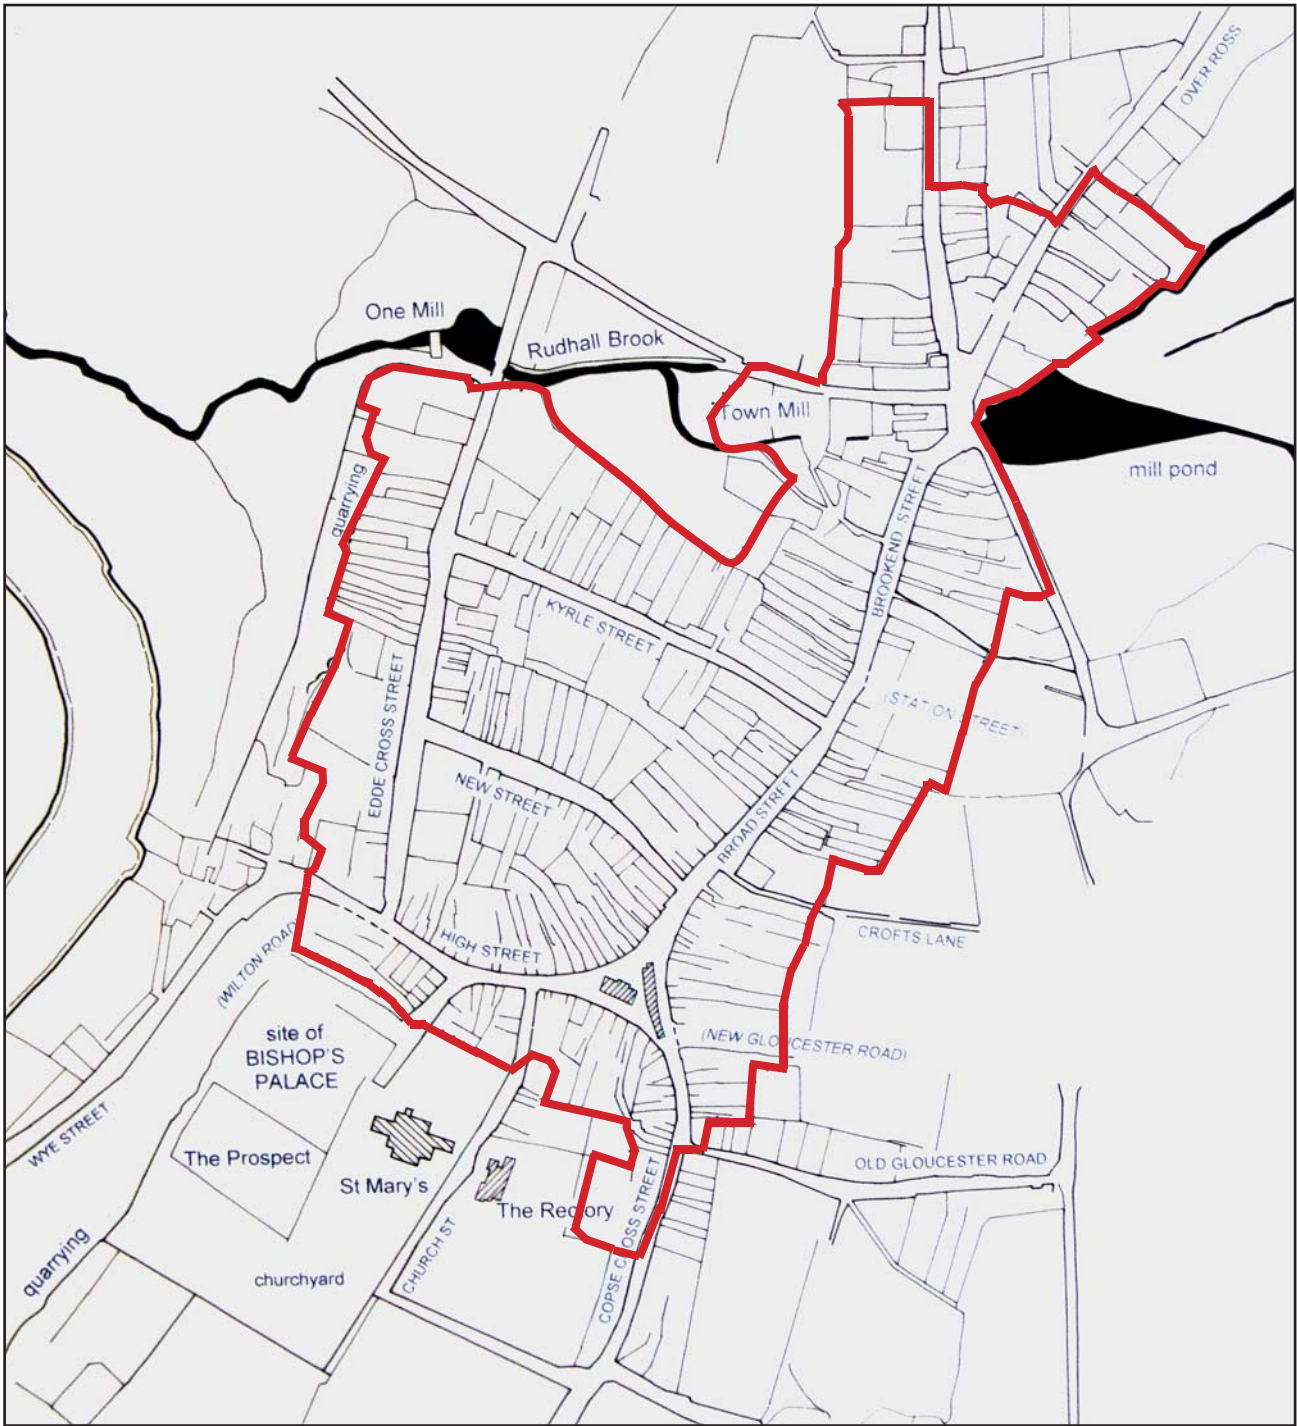 OVER ROSS
One Mill
Rudhall Brook
Town Mill
mill pond
quarrying
BROOKEND STREET
KYRLE STREET
EDDE CROSS STREET
(STATION STREET)
NEW STREET
BROAD STREET
HIGH STREET
CROFTS LANE
(WILTON ROAD)
site of
BISHOP'S
PALACE
(NEW GLOUCESTER ROAD)
WYE STREET
The Prospect
St Mary's
OLD GLOUCESTER ROAD
The Rectory
COPSE CROSS STREET
CHURCH ST
quarrying
churchyard